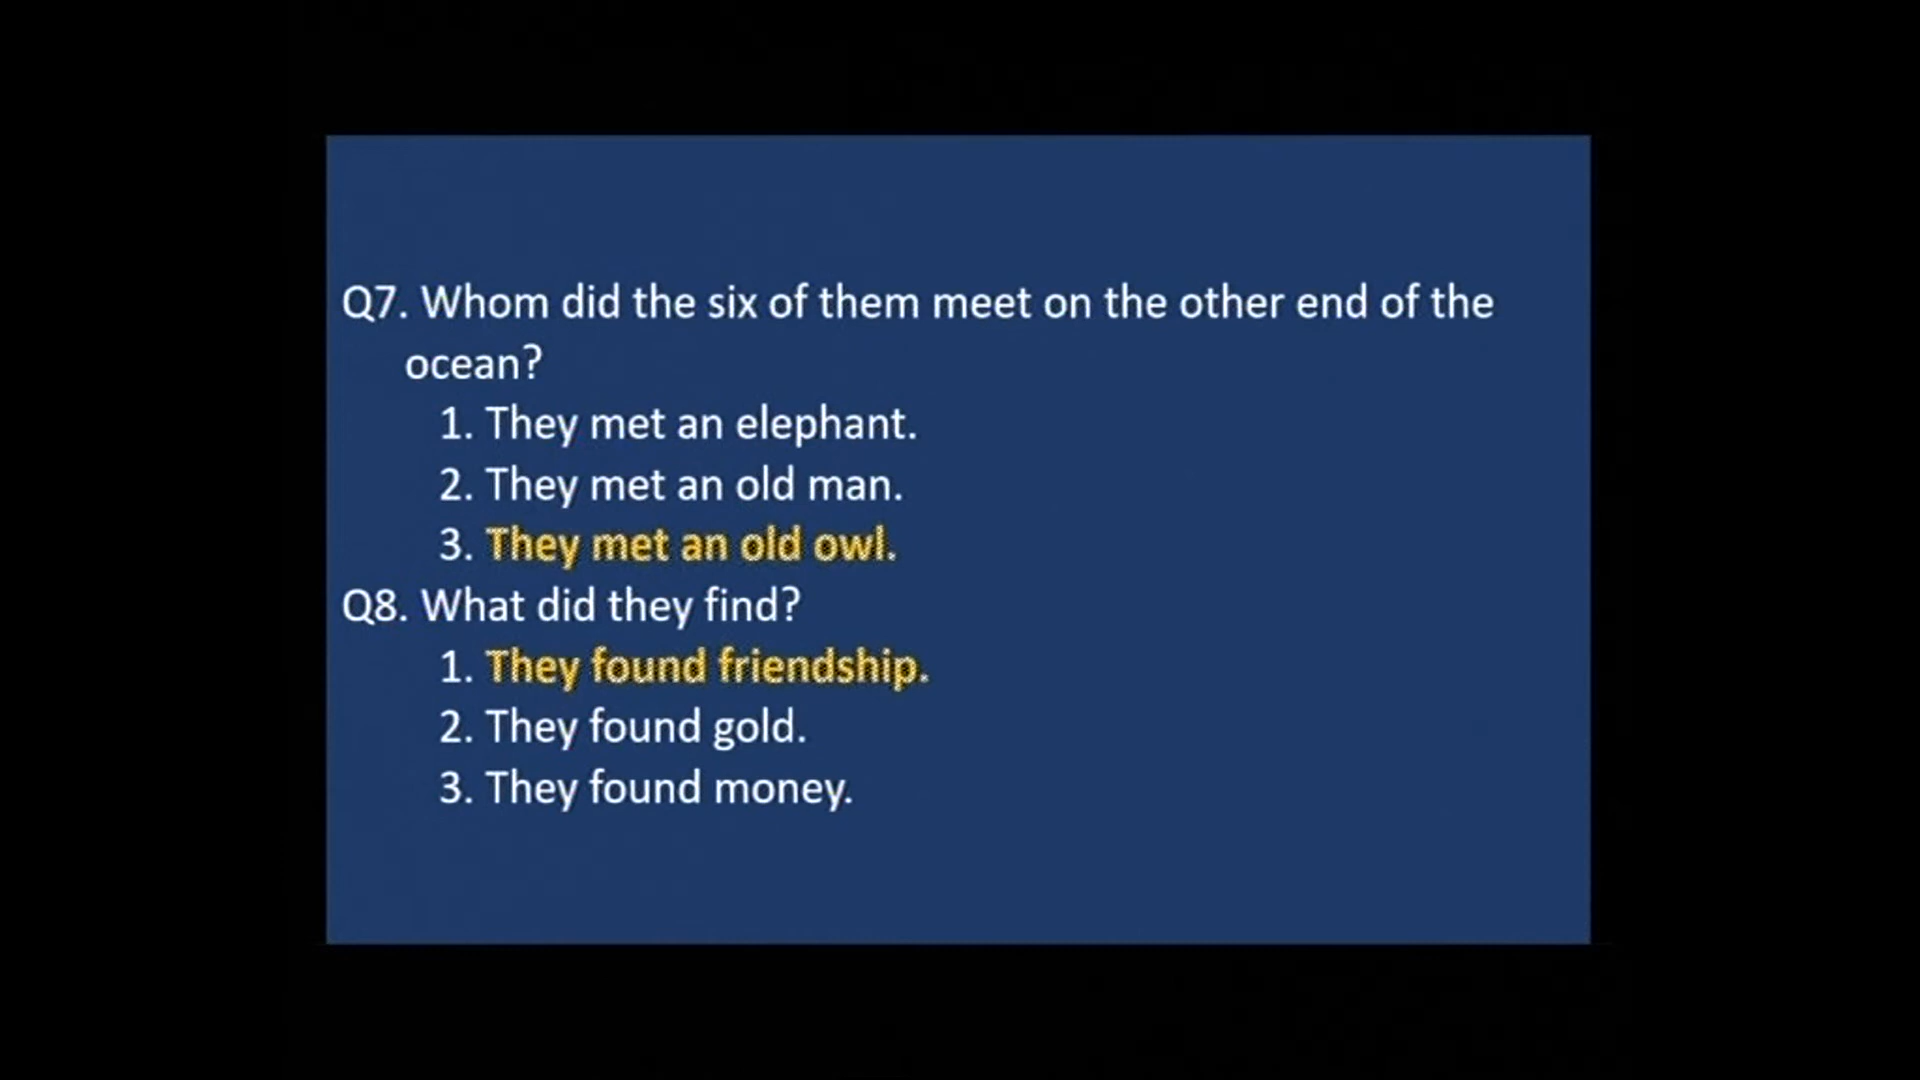 Q7. Whom did the six of them meet on the other end of the
ocean?
1. They met an elephant.
2. They met an old man.
3. They met an old owl.
Q8. What did they find?
1. They found friendship.
2. They found gold.
3. They found money.